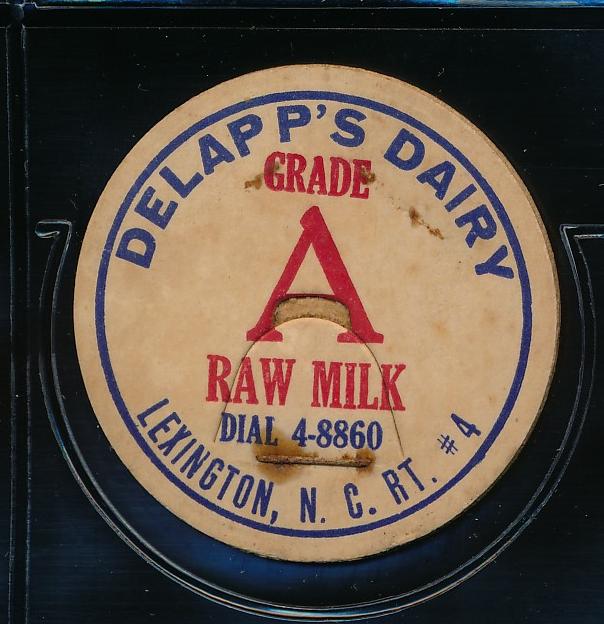 DELAPP'S DAIRY
GRADE
A
RAW MILK
DIAL 4-8860
LEXINGTON, N. C. RT. #4